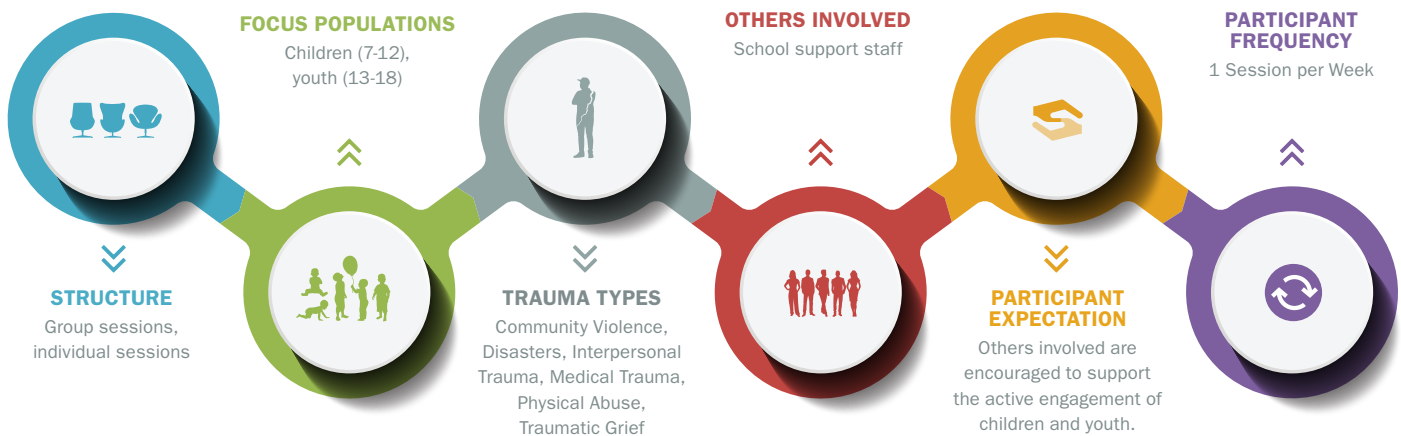 STRUCTURE
Group sessions,
individual sessions
FOCUS POPULATIONS
Children (7-12),
youth (13-18)
TRAUMA TYPES
Community Violence,
Disasters, Interpersonal
Trauma, Medical Trauma,
Physical Abuse,
Traumatic Grief
OTHERS INVOLVED
School support staff
PARTICIPANT
EXPECTATION
Others involved are
encouraged to support
the active engagement of
children and youth.
PARTICIPANT
FREQUENCY
1 Session per Week